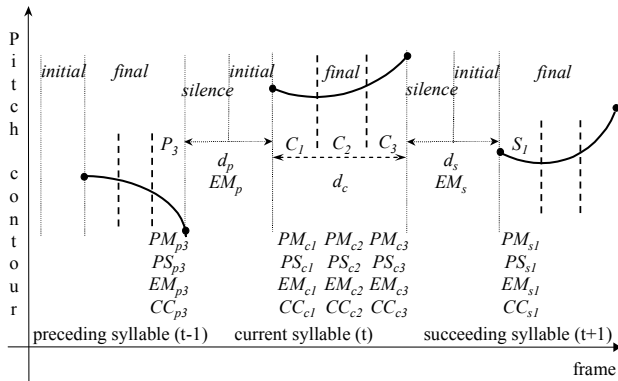 Pitch contour
initial final
silence
initial final
silence
initial final
P3 C1 C2 C3 S1
dp dc ds
EMp EMs
PMp3 PMc1 PMc2 PMc3 PMs1
PSp3 PSc1 PSc2 PSc3 PSs1
EMp3 EMc1 EMc2 EMc3 EMs1
CCp3 CCc1 CCc2 CCc3 CCs1
preceding syllable (t-1) current syllable (t) succeeding syllable (t+1)
frame